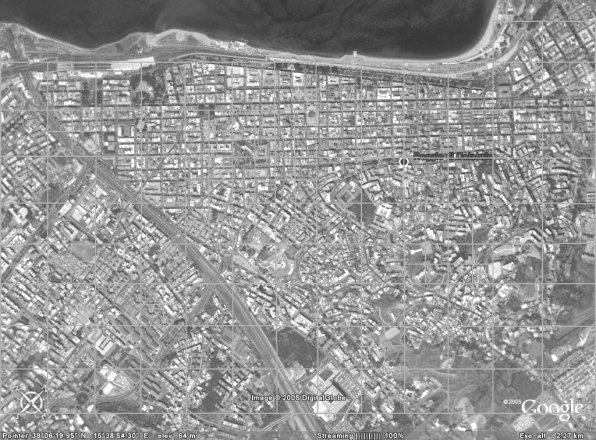 Image © 2005 DigitalGlobe
© 2005 Google
Pointer 38°06'19.95" N 15°38'54.30" E elev 64 m Streaming |||||||||| 100% Eye alt 2.27 km